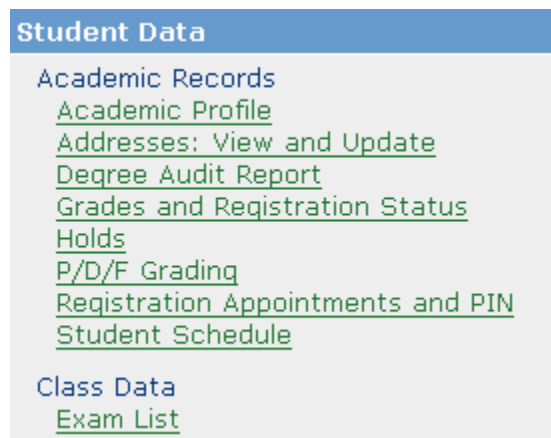 Student Data
Academic Records
Academic Profile
Addresses: View and Update
Degree Audit Report
Grades and Registration Status
Holds
P/D/F Grading
Registration Appointments and PIN
Student Schedule
Class Data
Exam List